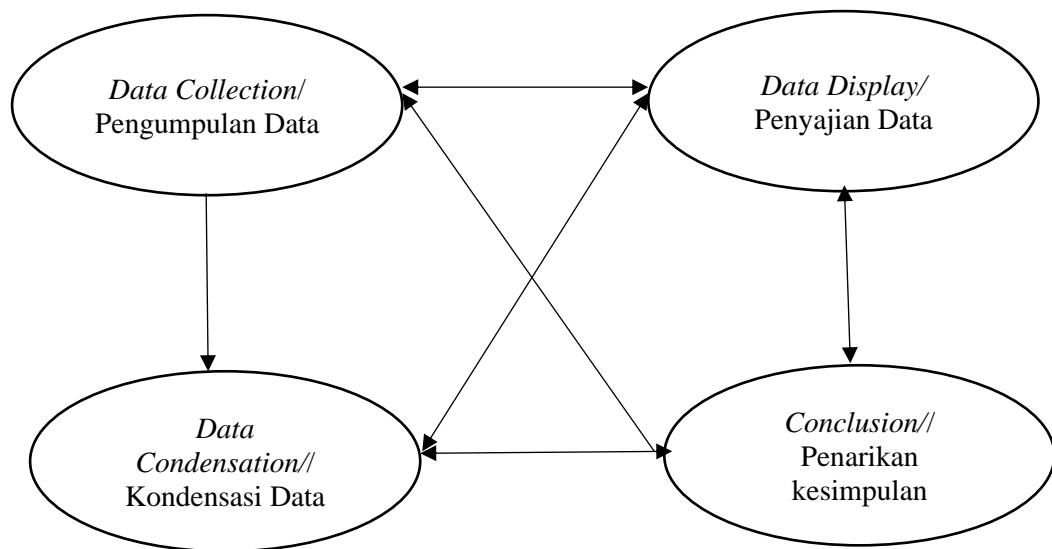 Data Collection/
Pengumpulan Data
Data Display/
Penyajian Data
Data
Condensation//
Kondensasi Data
Conclusion//
Penarikan
kesimpulan